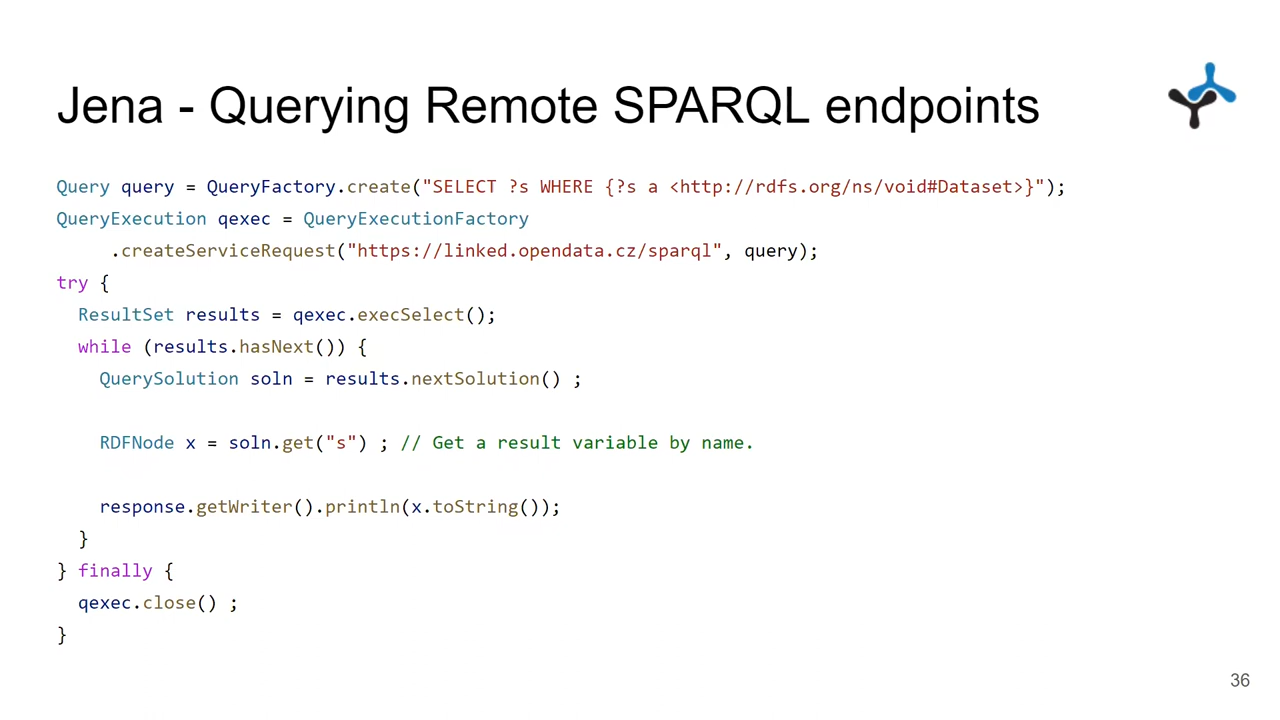 Jena - Querying Remote SPARQL endpoints
Query query = QueryFactory.create("SELECT ?s WHERE {?s a <http://rdfs.org/ns/void#Dataset>}");
QueryExecution qexec = QueryExecutionFactory
.createServiceRequest("https://linked.opendata.cz/sparql", query);
try {
ResultSet results = qexec.execSelect();
while (results.hasNext()) {
QuerySolution soln = results.nextSolution() ;
RDFNode x = soln.get("s") ; // Get a result variable by name.
response.getWriter().println(x.toString());
}
} finally {
qexec.close() ;
}
36